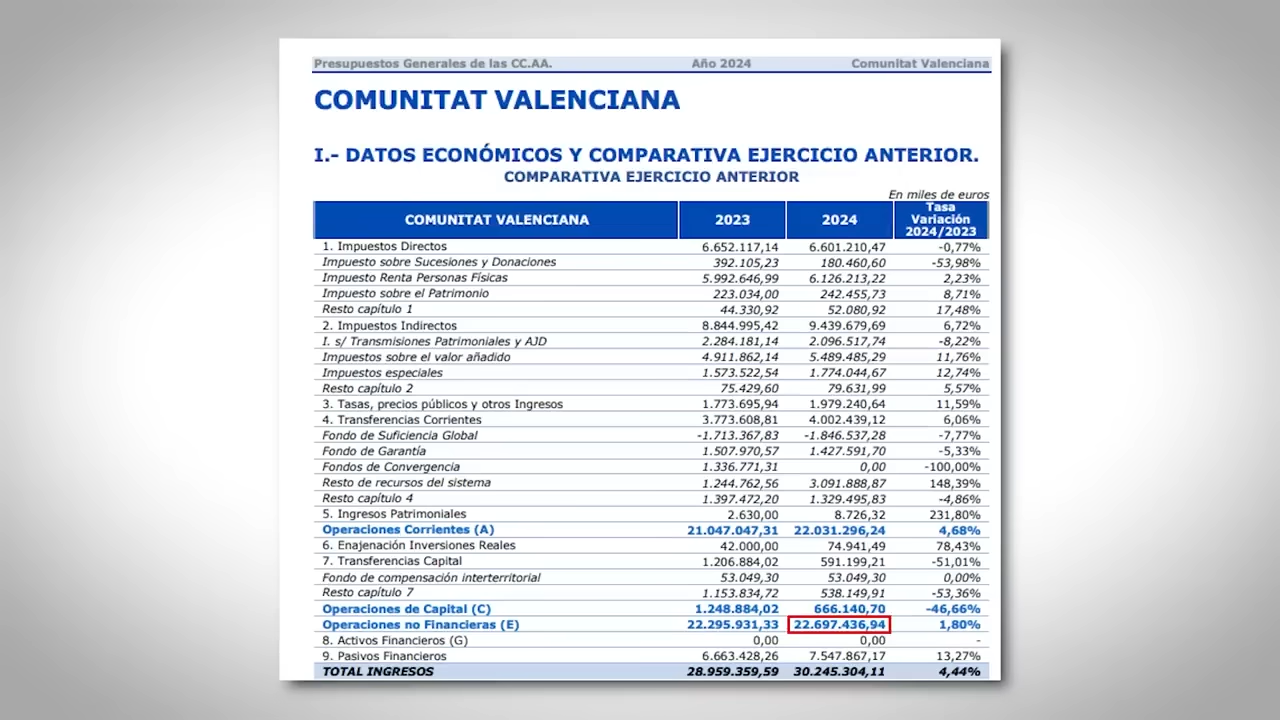 Presupuestos Generales de las CC.AA. Año 2024 Comunitat Valenciana
COMUNITAT VALENCIANA
I.- DATOS ECONÓMICOS Y COMPARATIVA EJERCICIO ANTERIOR.
COMPARATIVA EJERCICIO ANTERIOR
En miles de euros
COMUNITAT VALENCIANA 2023 2024 Tasa Variación 2024/2023
1. Impuestos Directos 6.652.117,14 6.601.210,47 -0,77%
Impuesto sobre Sucesiones y Donaciones 392.105,23 180.460,60 -53,98%
Impuesto Renta Personas Físicas 5.992.646,99 6.126.213,22 2,23%
Impuesto sobre el Patrimonio 223.034,00 242.455,73 8,71%
Resto capítulo 1 44.330,92 52.080,92 17,48%
2. Impuestos Indirectos 8.844.995,42 9.439.679,69 6,72%
I. s/ Transmisiones Patrimoniales y AJD 2.284.181,14 2.096.517,74 -8,22%
Impuestos sobre el valor añadido 4.911.862,14 5.489.485,29 11,76%
Impuestos especiales 1.573.522,54 1.774.044,67 12,74%
Resto capítulo 2 75.429,60 79.631,99 5,57%
3. Tasas, precios públicos y otros Ingresos 1.773.695,94 1.979.240,64 11,59%
4. Transferencias Corrientes 3.773.608,81 4.002.439,12 6,06%
Fondo de Suficiencia Global -1.713.367,83 -1.846.537,28 -7,77%
Fondo de Garantía 1.507.970,57 1.427.591,70 -5,33%
Fondos de Convergencia 1.336.771,31 0,00 -100,00%
Resto de recursos del sistema 1.244.762,56 3.091.888,87 148,39%
Resto capítulo 4 1.397.472,20 1.329.495,83 -4,86%
5. Ingresos Patrimoniales 2.630,00 8.726,32 231,80%
Operaciones Corrientes (A) 21.047.047,31 22.031.296,24 4,68%
6. Enajenación Inversiones Reales 42.000,00 74.941,49 78,43%
7. Transferencias Capital 1.206.884,02 591.199,21 -51,01%
Fondo de compensación interterritorial 53.049,30 53.049,30 0,00%
Resto capítulo 7 1.153.834,72 538.149,91 -53,36%
Operaciones de Capital (C) 1.248.884,02 666.140,70 -46,66%
Operaciones no Financieras (E) 22.295.931,33 22.697.436,94 1,80%
8. Activos Financieros (G) 0,00 0,00 -
9. Pasivos Financieros 6.663.428,26 7.547.867,17 13,27%
TOTAL INGRESOS 28.959.359,59 30.245.304,11 4,44%